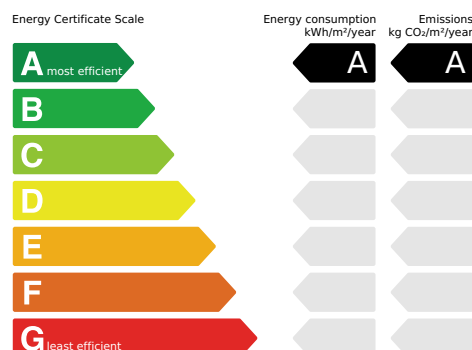 Energy Certificate Scale
Energy consumption
kWh/m²/year
Emissions
kg CO₂/m²/year
A most efficient
A
A
B
C
D
E
F
G least efficient